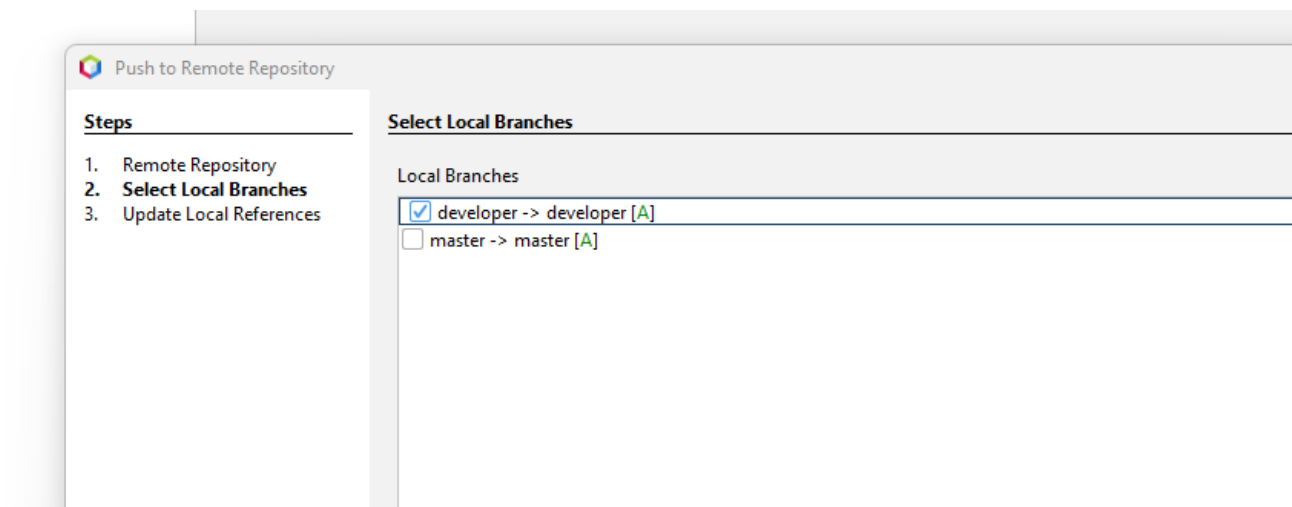 Push to Remote Repository
Steps
1. Remote Repository
2. Select Local Branches
3. Update Local References
Select Local Branches
Local Branches
developer -> developer [A]
master -> master [A]